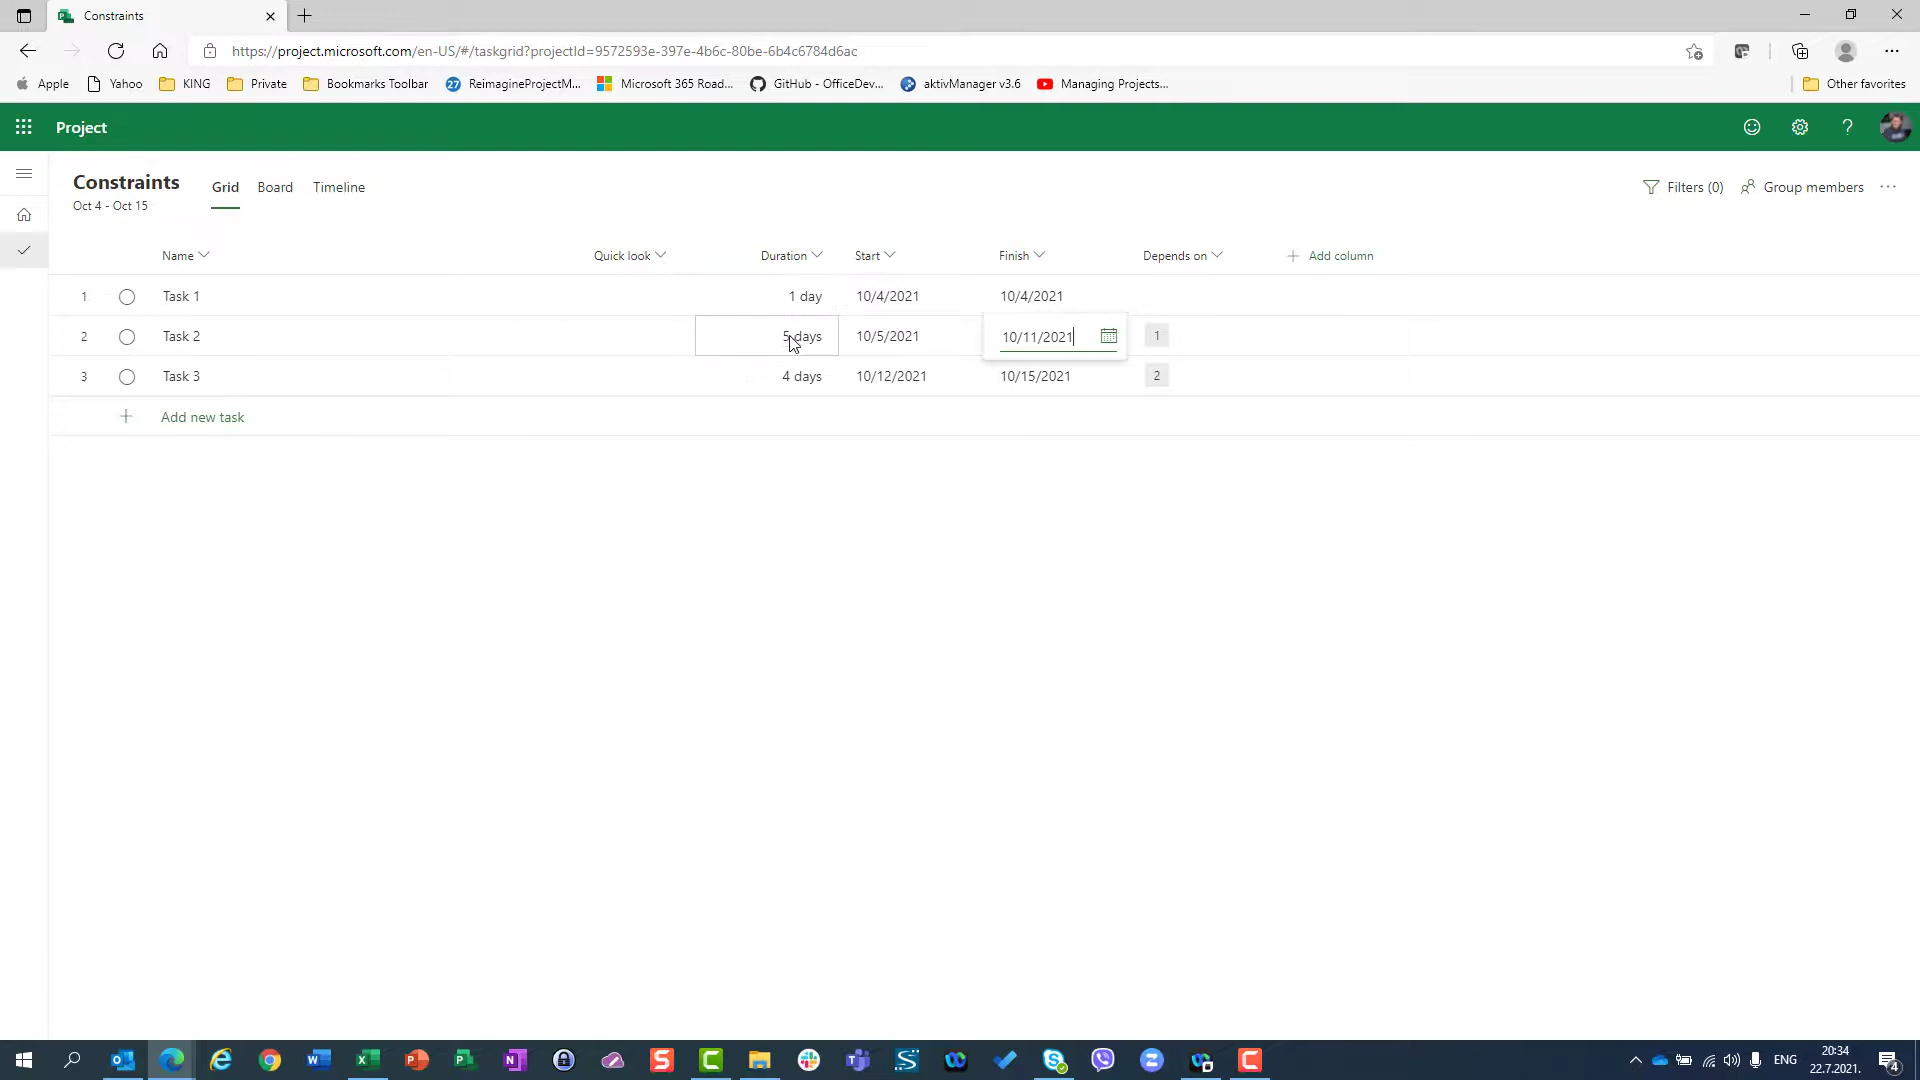 Constraints
https://project.microsoft.com/en-US/#/taskgrid?projectId=9572593e-397e-4b6c-80be-6b4c6784d6ac
Apple Yahoo KING Private Bookmarks Toolbar 27 ReimagineProjectM... Microsoft 365 Road... GitHub - OfficeDev... aktivManager v3.6 Managing Projects... Other favorites
Project ?
Constraints Grid Board Timeline Filters (0) Group members
Oct 4 - Oct 15
Name Quick look Duration Start Finish Depends on Add column
1 Task 1 1 day 10/4/2021 10/4/2021
2 Task 2 5 days 10/5/2021 10/11/2021 1
3 Task 3 4 days 10/12/2021 10/15/2021 2
Add new task
ENG 20:34
22.7.2021. 4